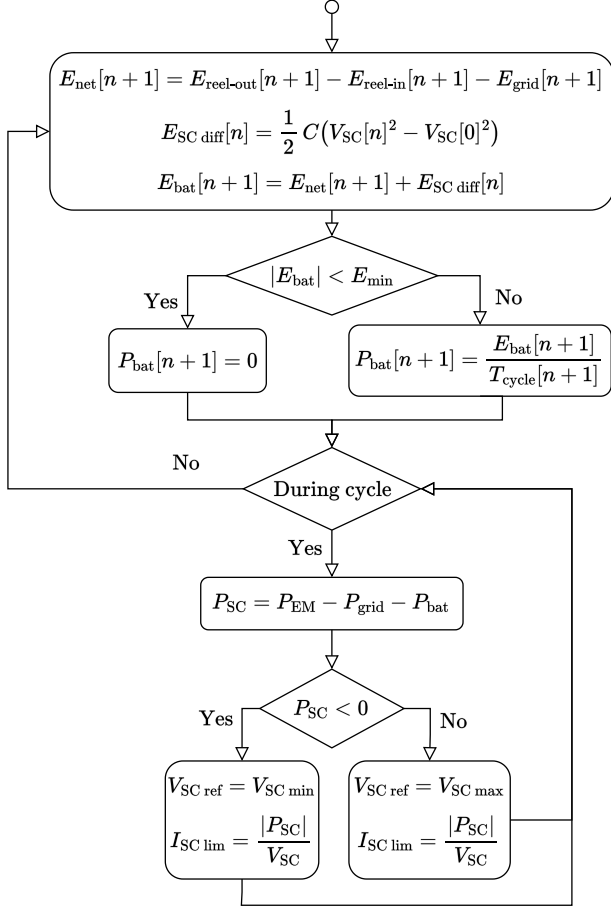 E_net[n + 1] = E_reel-out[n + 1] − E_reel-in[n + 1] − E_grid[n + 1]
E_SC diff[n] = 1/2 C(V_SC[n]² − V_SC[0]²)
E_bat[n + 1] = E_net[n + 1] + E_SC diff[n]
|E_bat| < E_min
Yes
No
P_bat[n + 1] = 0
P_bat[n + 1] = E_bat[n + 1] / T_cycle[n + 1]
No
During cycle
Yes
P_SC = P_EM − P_grid − P_bat
P_SC < 0
Yes
No
V_SC ref = V_SC min
I_SC lim = |P_SC| / V_SC
V_SC ref = V_SC max
I_SC lim = |P_SC| / V_SC